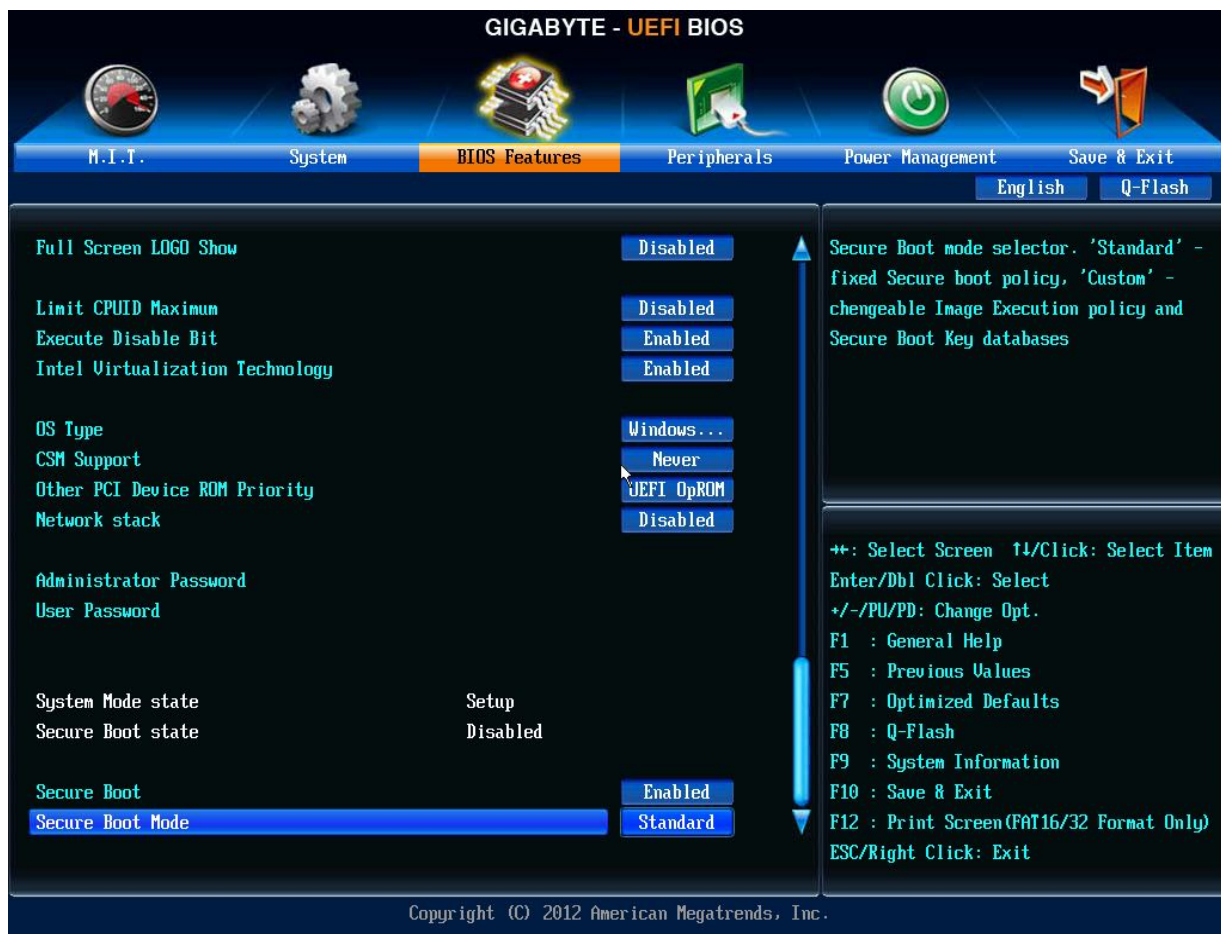 GIGABYTE - UEFI BIOS
M.I.T. System BIOS Features Peripherals Power Management Save & Exit
English Q-Flash
Full Screen LOGO Show Disabled
Limit CPUID Maximum Disabled
Execute Disable Bit Enabled
Intel Virtualization Technology Enabled
OS Type Windows...
CSM Support Never
Other PCI Device ROM Priority UEFI OpROM
Network stack Disabled
Administrator Password
User Password
System Mode state Setup
Secure Boot state Disabled
Secure Boot Enabled
Secure Boot Mode Standard
Secure Boot mode selector. 'Standard' -
fixed Secure boot policy, 'Custom' -
chengeable Image Execution policy and
Secure Boot Key databases
→←: Select Screen ↑↓/Click: Select Item
Enter/Dbl Click: Select
+/-/PU/PD: Change Opt.
F1 : General Help
F5 : Previous Values
F7 : Optimized Defaults
F8 : Q-Flash
F9 : System Information
F10 : Save & Exit
F12 : Print Screen(FAT16/32 Format Only)
ESC/Right Click: Exit
Copyright (C) 2012 American Megatrends, Inc.